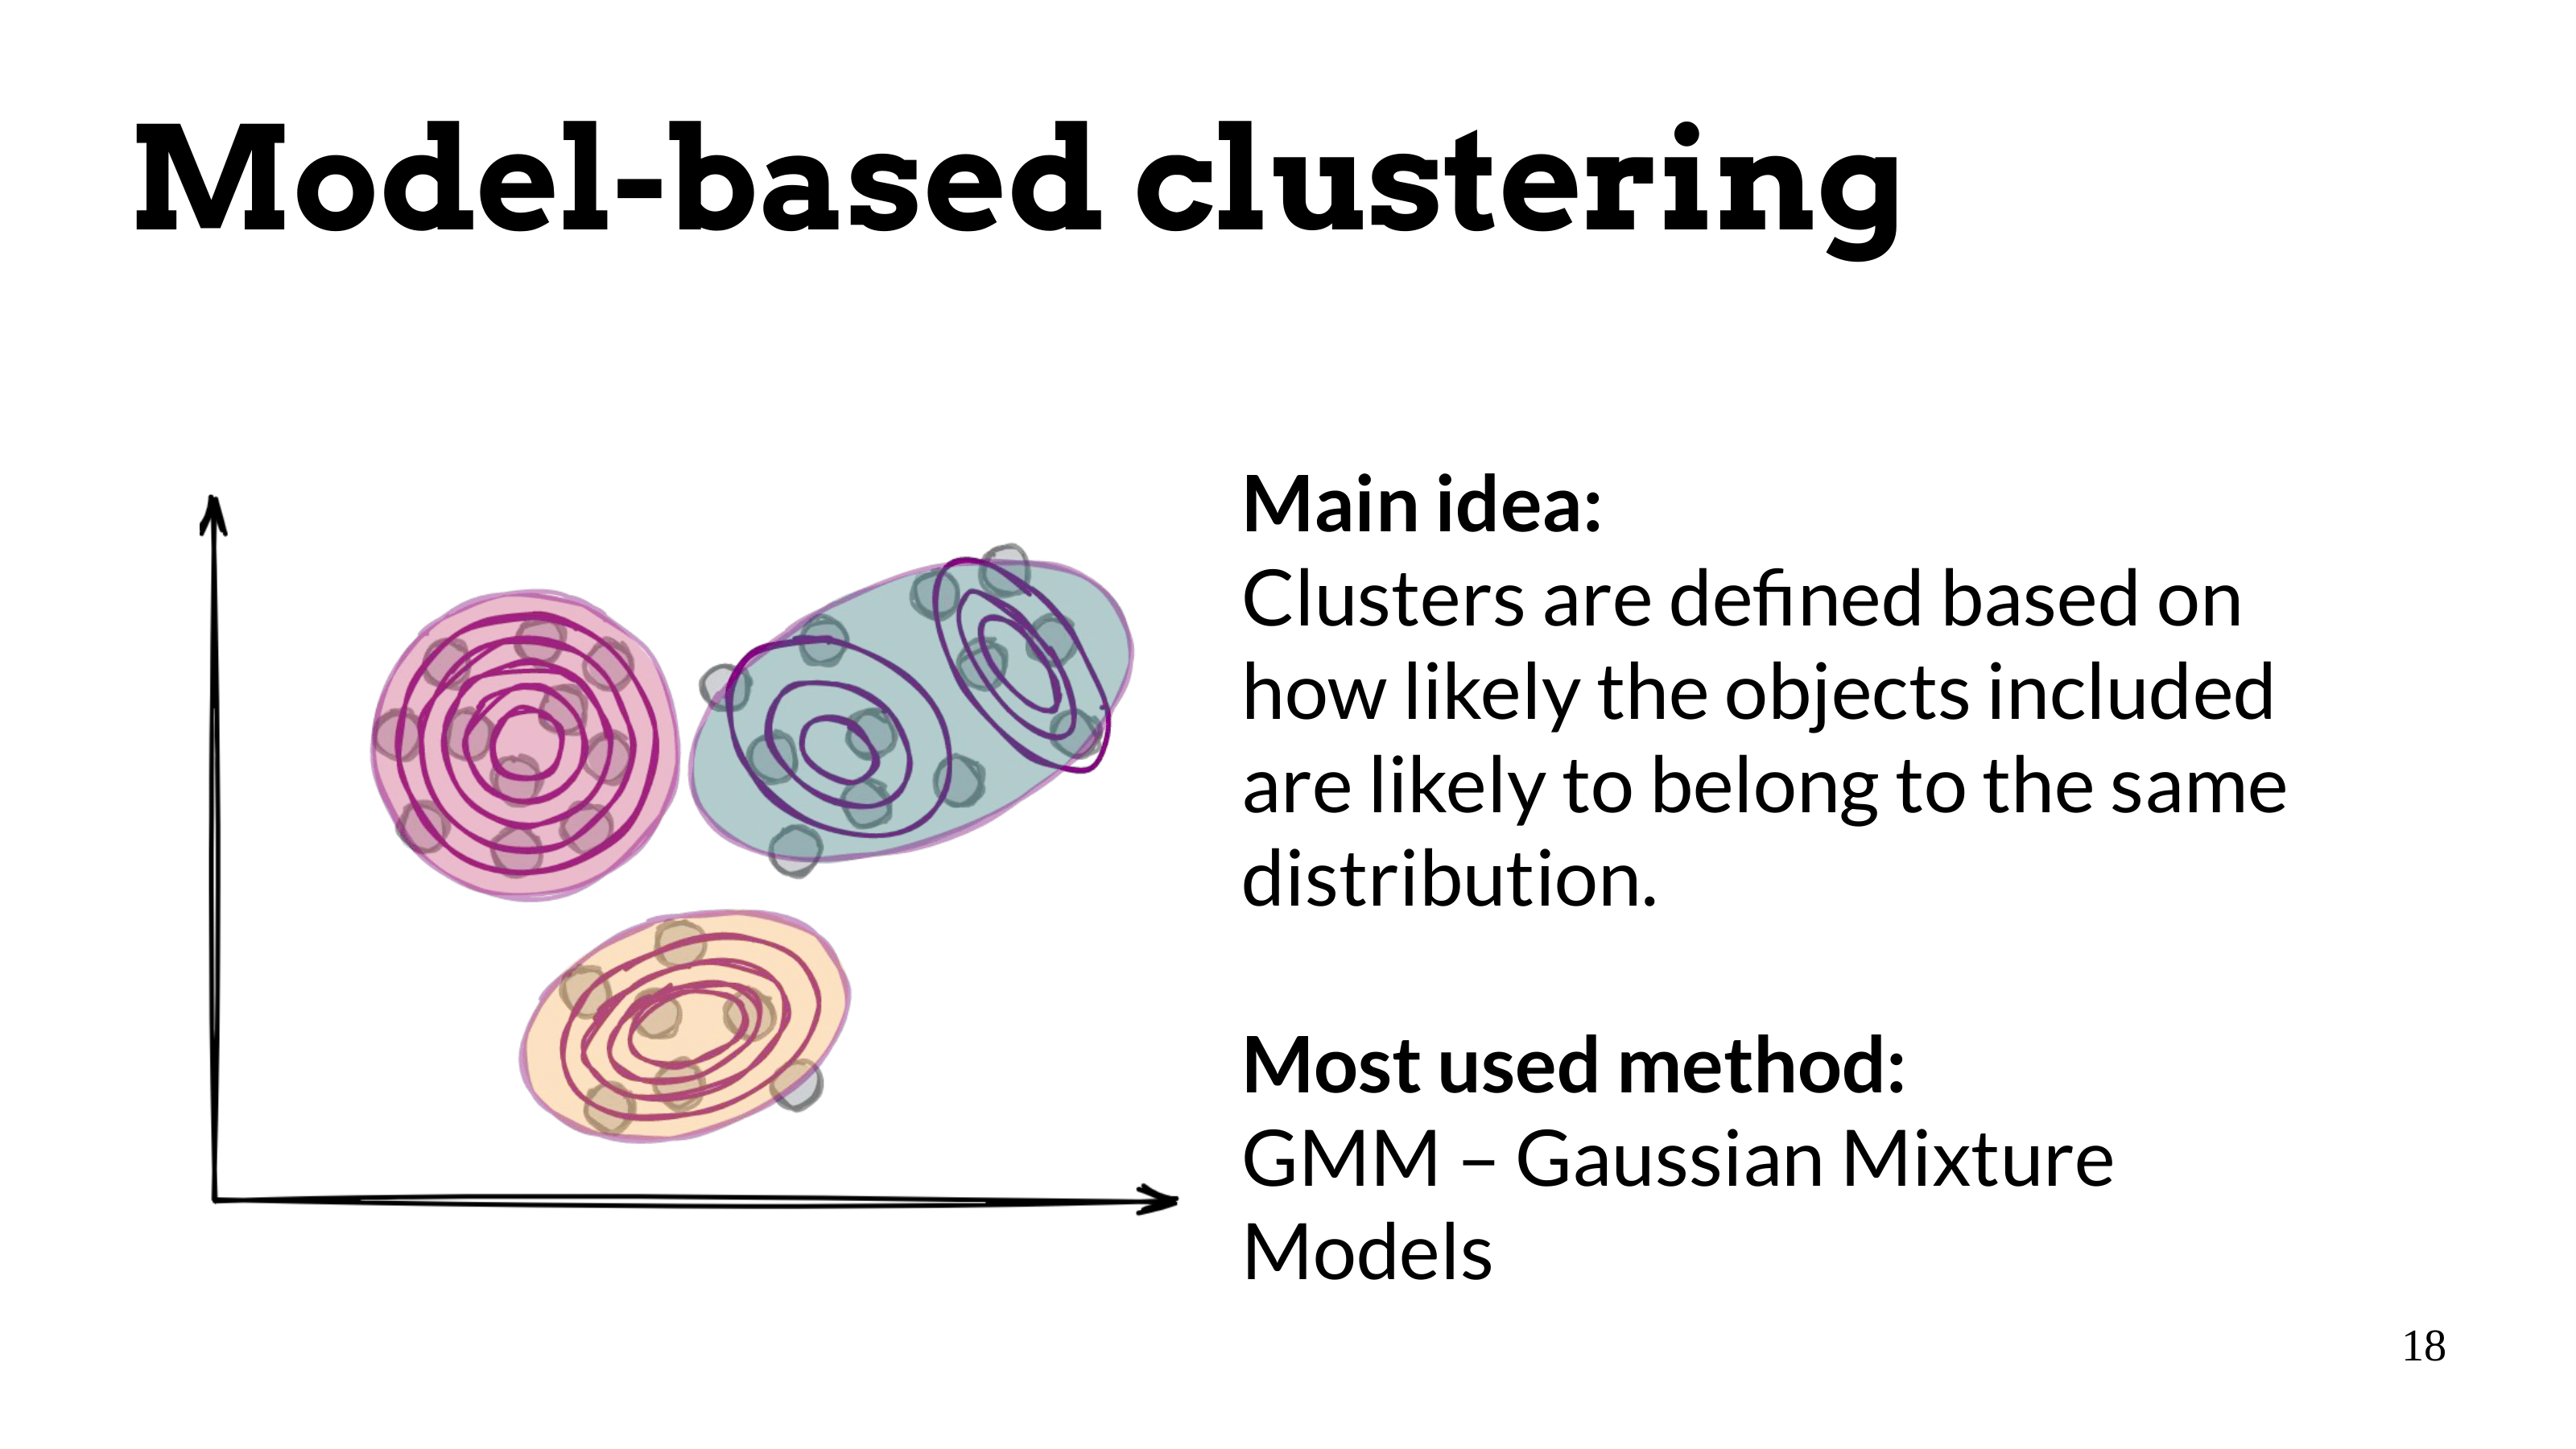 Model-based clustering
Main idea:
Clusters are defined based on
how likely the objects included
are likely to belong to the same
distribution.
Most used method:
GMM – Gaussian Mixture
Models
18